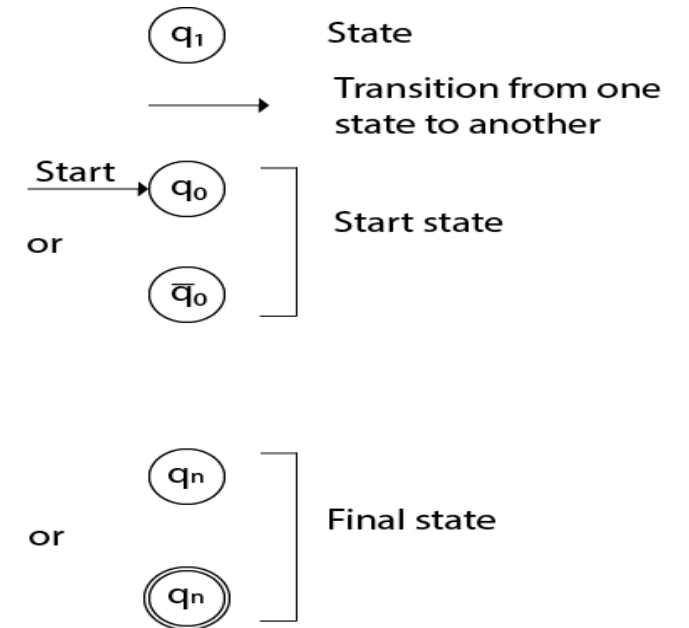 q₁ State
Transition from one
state to another
Start
q₀
Start state
or
q̅₀
qn
Final state
or
qn